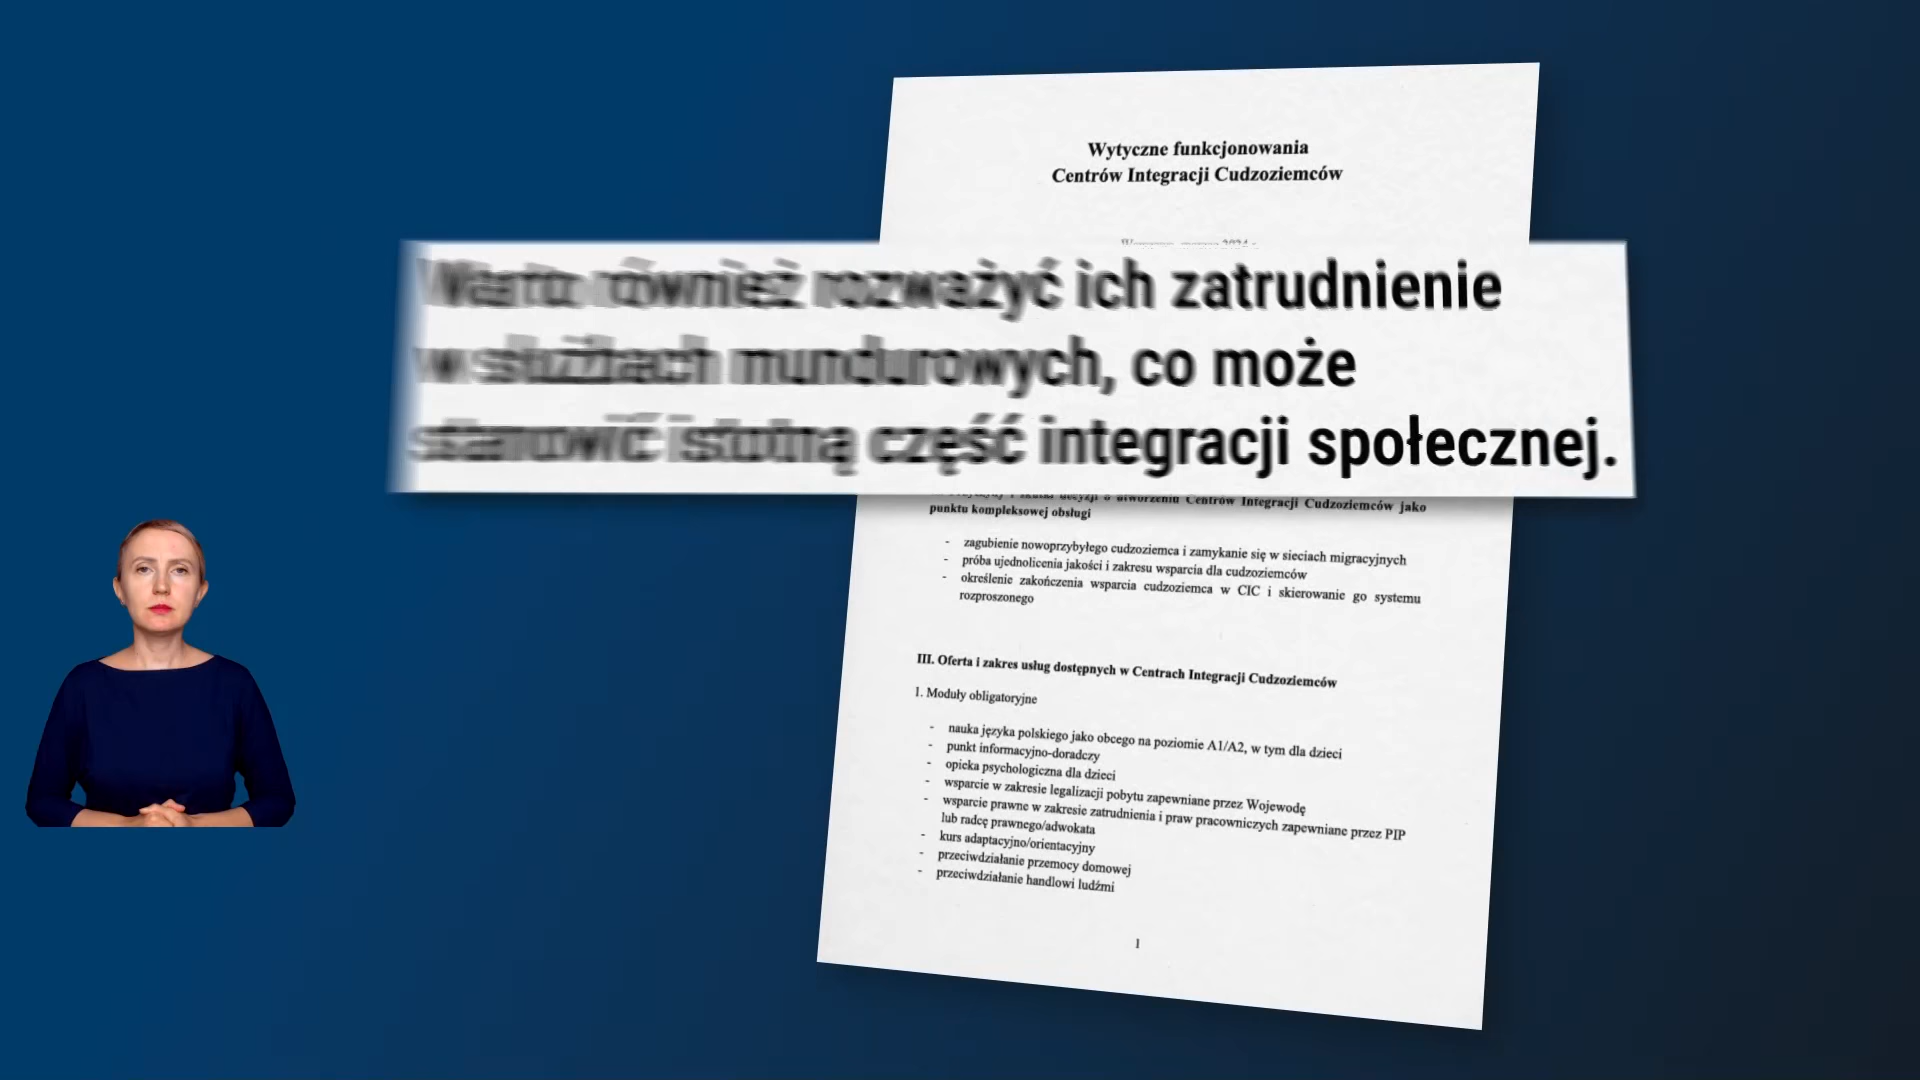 Wytyczne funkcjonowania
Centrów Integracji Cudzoziemców
Warto również rozważyć ich zatrudnienie
w służbach mundurowych, co może
stanowić istotną część integracji społecznej.
utworzeniu Centrów Integracji Cudzoziemców jako
punktu kompleksowej obsługi
- zagubienie nowoprzybyłego cudzoziemca i zamykanie się w sieciach migracyjnych
- próba ujednolicenia jakości i zakresu wsparcia dla cudzoziemców
- określenie zakończenia wsparcia cudzoziemca w CIC i skierowanie go systemu
rozproszonego
III. Oferta i zakres usług dostępnych w Centrach Integracji Cudzoziemców
1. Moduły obligatoryjne
- nauka języka polskiego jako obcego na poziomie A1/A2, w tym dla dzieci
- punkt informacyjno-doradczy
- opieka psychologiczna dla dzieci
- wsparcie w zakresie legalizacji pobytu zapewniane przez Wojewodę
- wsparcie prawne w zakresie zatrudnienia i praw pracowniczych zapewniane przez PIP
lub radcę prawnego/adwokata
- kurs adaptacyjno/orientacyjny
- przeciwdziałanie przemocy domowej
- przeciwdziałanie handlowi ludźmi
1